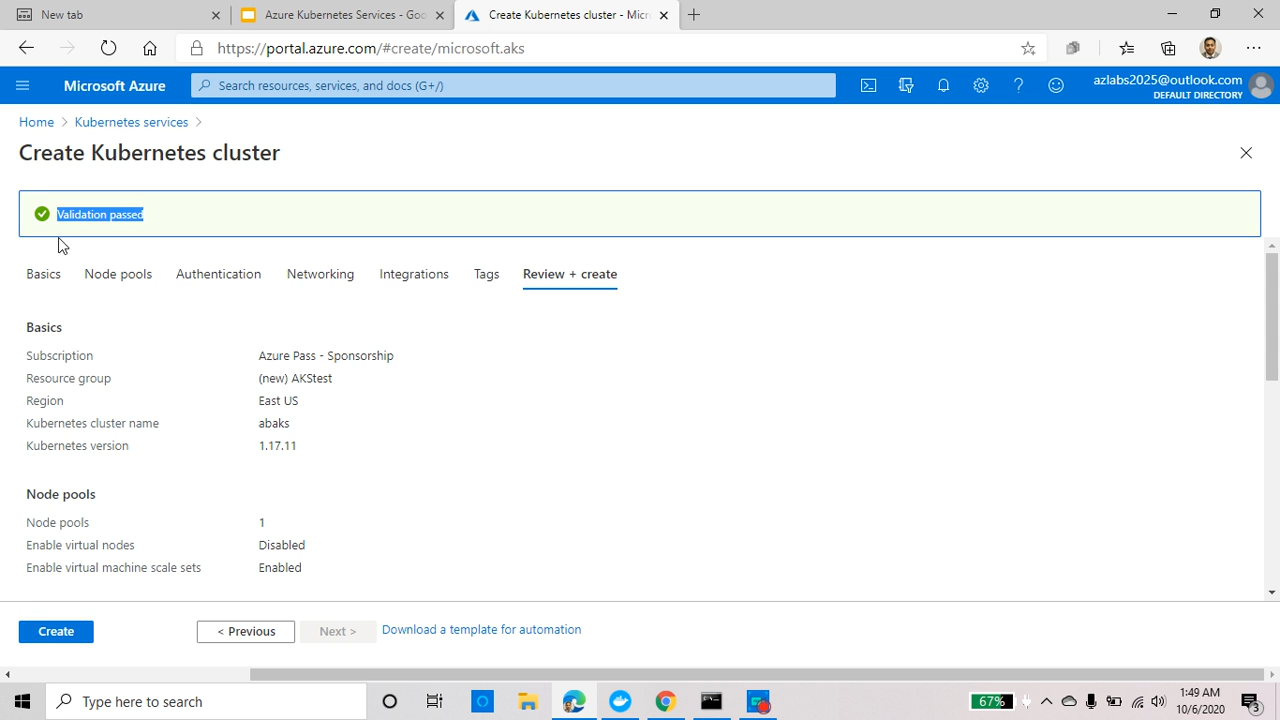 New tab
Azure Kubernetes Services - Goo
Create Kubernetes cluster - Micr
https://portal.azure.com/#create/microsoft.aks
Microsoft Azure
Search resources, services, and docs (G+/)
azlabs2025@outlook.com
DEFAULT DIRECTORY
Home > Kubernetes services >
Create Kubernetes cluster
Validation passed
Basics Node pools Authentication Networking Integrations Tags Review + create
Basics
Subscription Azure Pass - Sponsorship
Resource group (new) AKStest
Region East US
Kubernetes cluster name abaks
Kubernetes version 1.17.11
Node pools
Node pools 1
Enable virtual nodes Disabled
Enable virtual machine scale sets Enabled
Create < Previous Next > Download a template for automation
Type here to search
67%
1:49 AM
10/6/2020
3